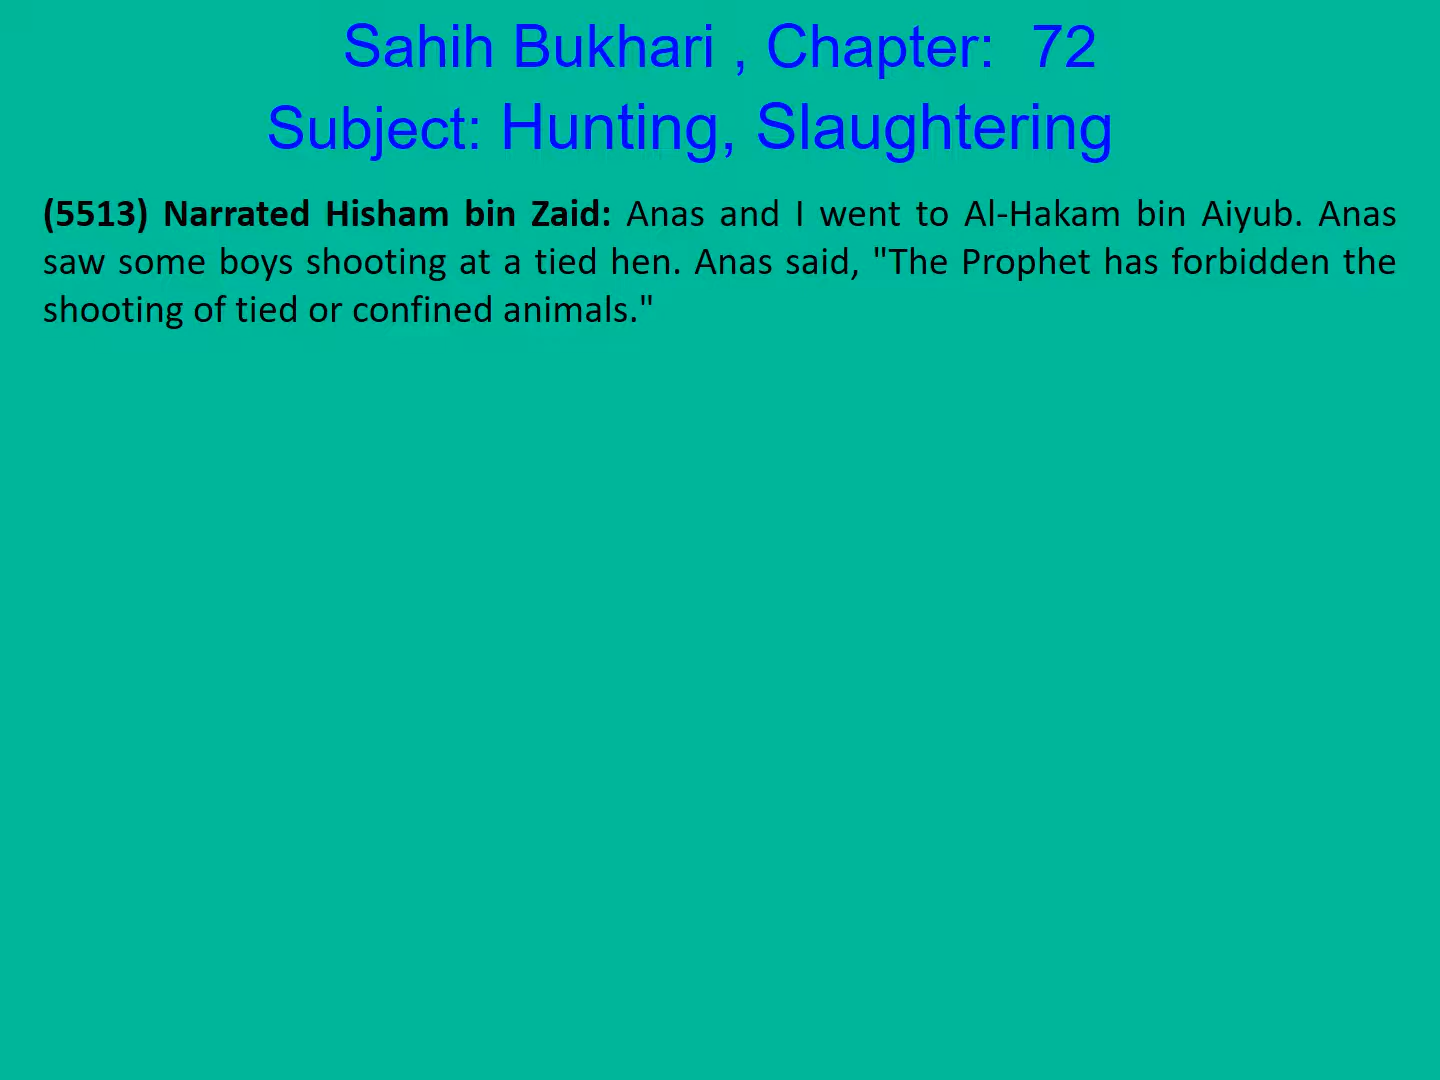 Sahih Bukhari , Chapter: 72
Subject: Hunting, Slaughtering
(5513) Narrated Hisham bin Zaid: Anas and I went to Al-Hakam bin Aiyub. Anas
saw some boys shooting at a tied hen. Anas said, "The Prophet has forbidden the
shooting of tied or confined animals."